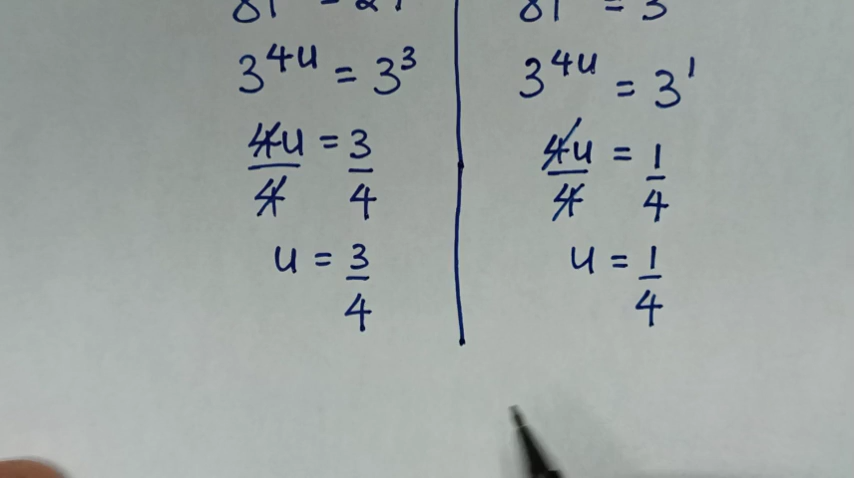 3^{4u} = 3^3
4u/4 = 3/4
u = 3/4
3^{4u} = 3^1
4u/4 = 1/4
u = 1/4